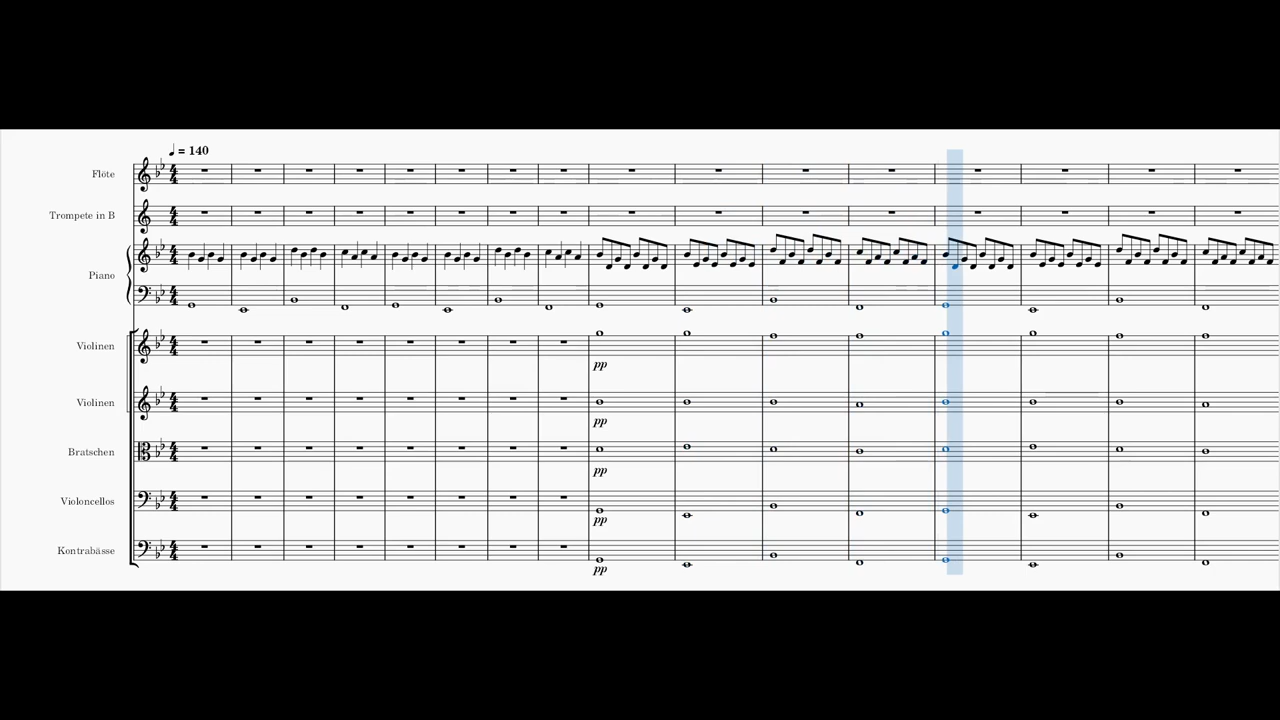 ♩ = 140
Flöte
Trompete in B
Piano
Violinen
pp
Violinen
pp
Bratschen
pp
Violoncellos
pp
Kontrabässe
pp